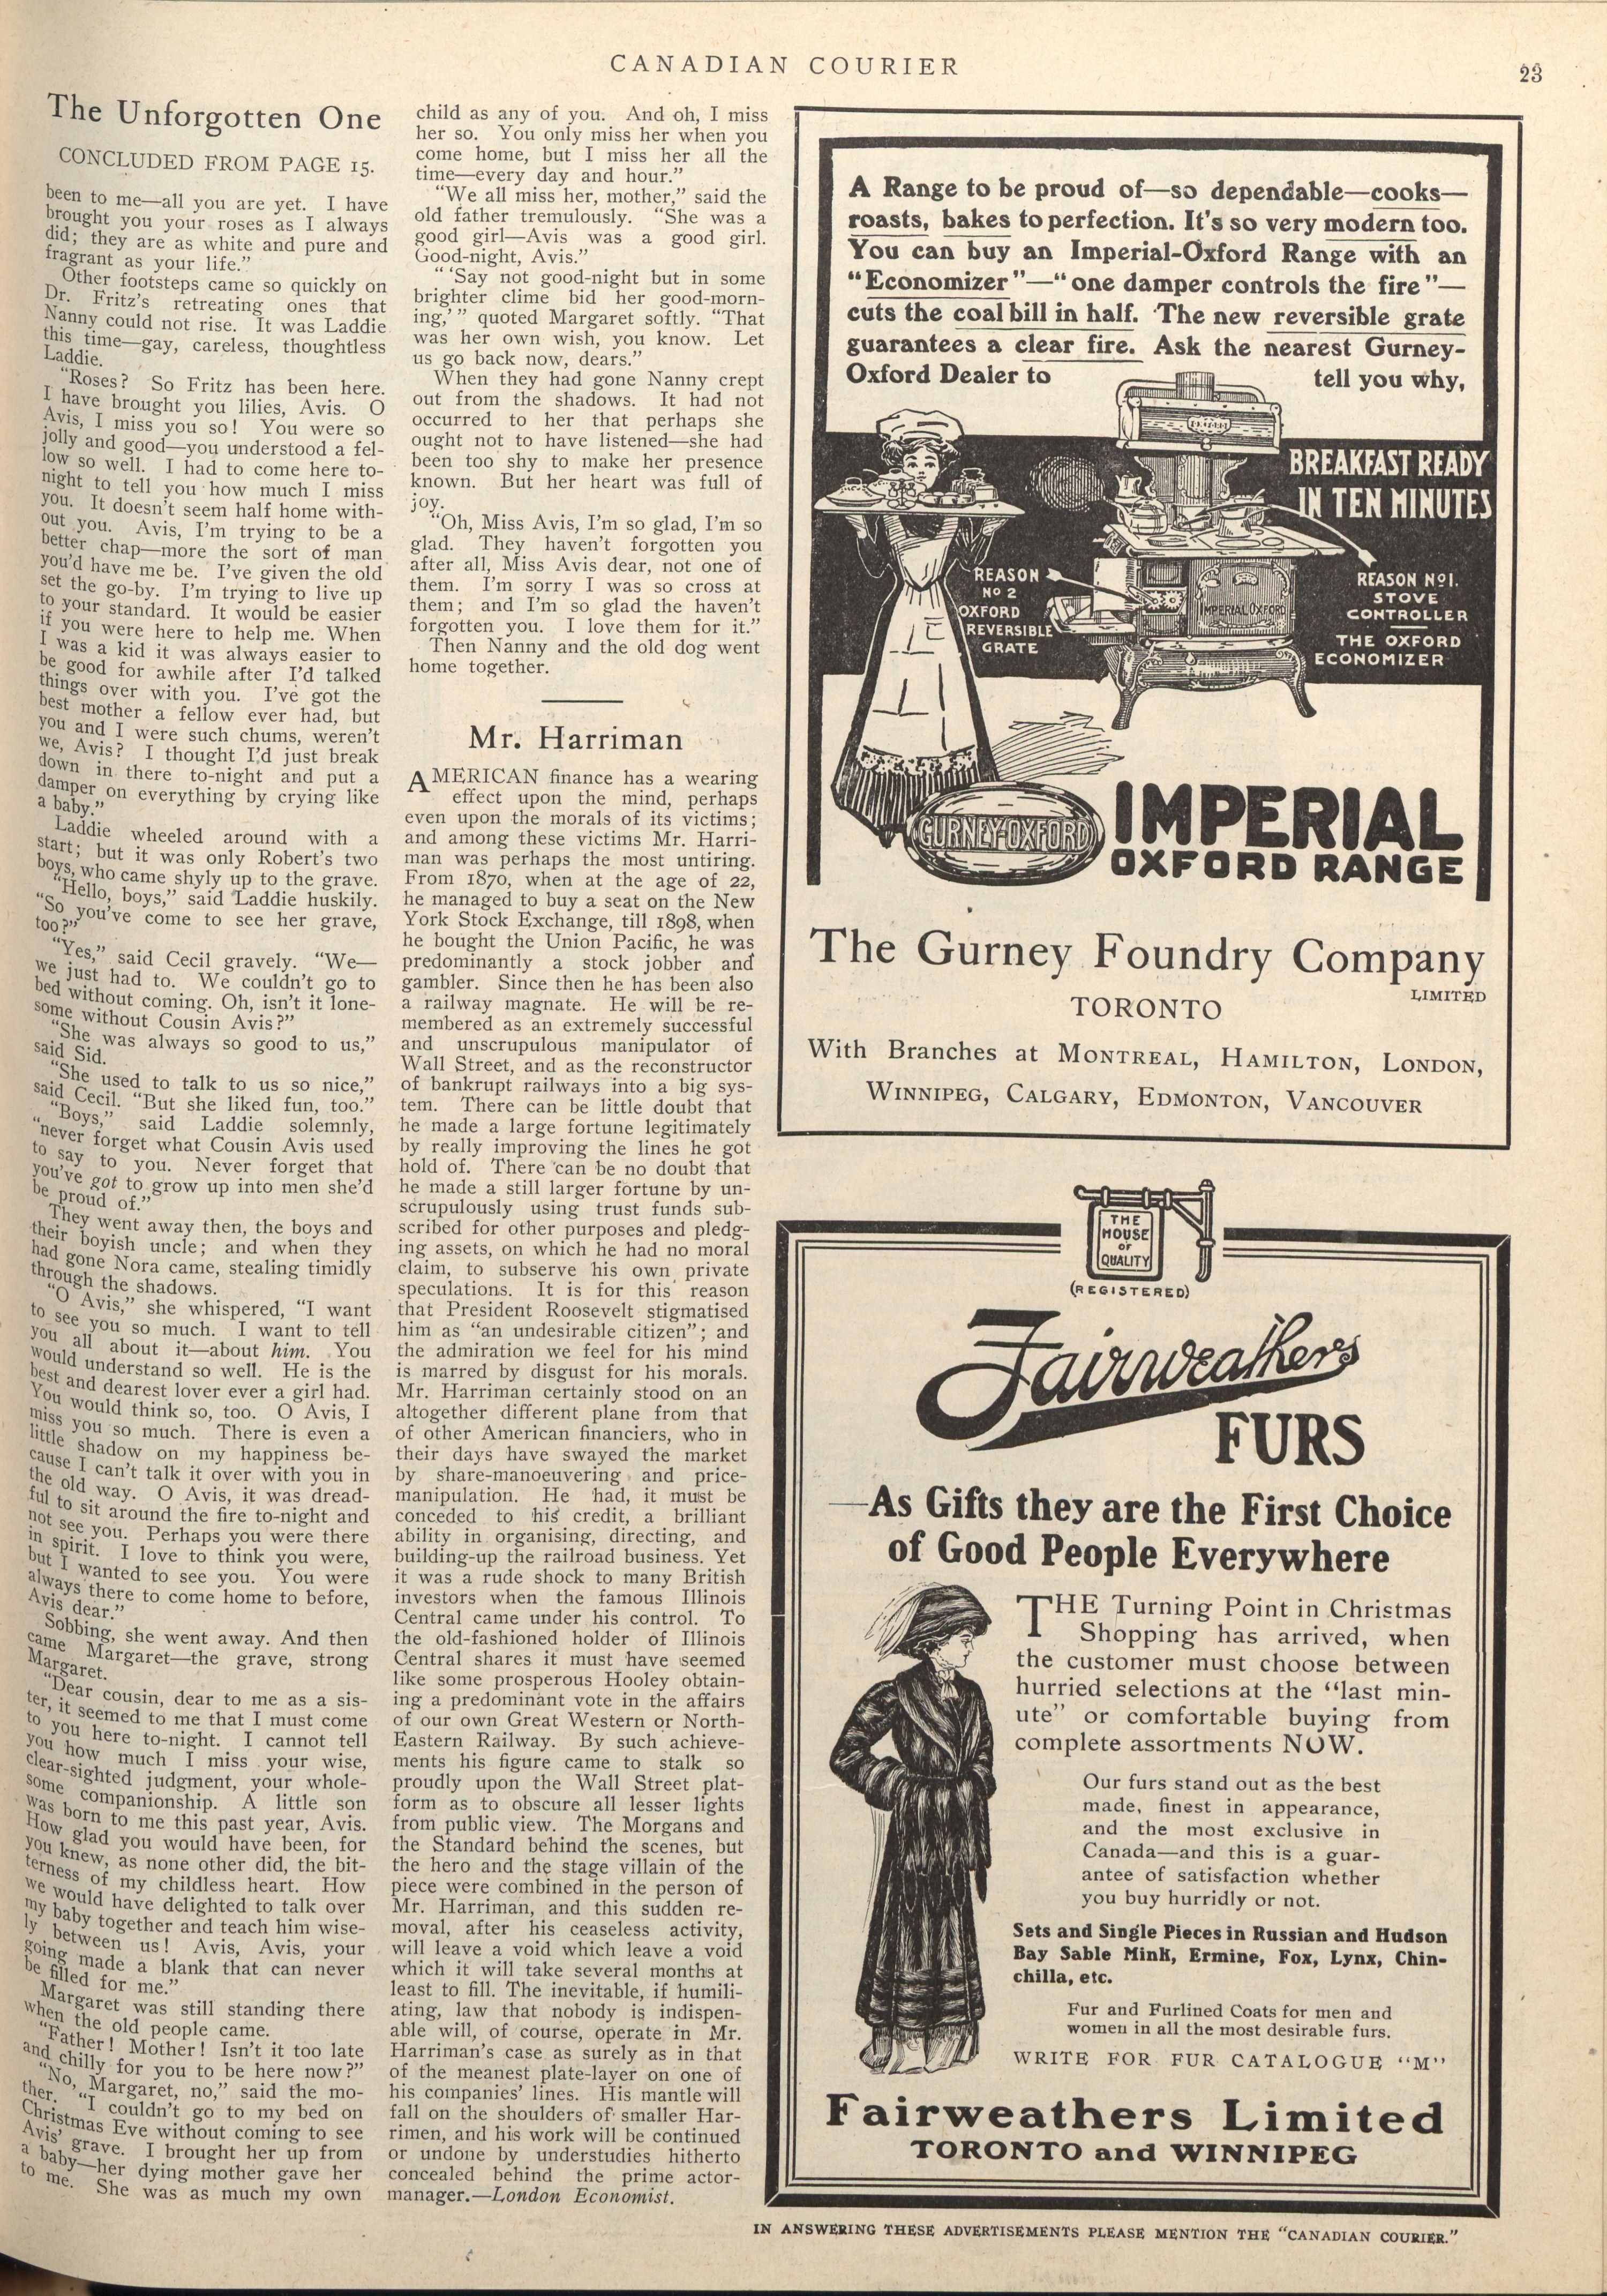 CANADIAN COURIER
23
The Unforgotten One
CONCLUDED FROM PAGE 15.
been to me—all you are yet. I have
brought you your roses as I always
did; they are as white and pure and
fragrant as your life."
Other footsteps came so quickly on
Dr. Fritz's retreating ones that
Nanny could not rise. It was Laddie
this time—gay, careless, thoughtless
Laddie.
"Roses? So Fritz has been here.
I have brought you lilies, Avis. O
Avis, I miss you so! You were so
jolly and good—you understood a fel-
low so well. I had to come here to-
night to tell you how much I miss
you. It doesn't seem half home with-
out you. Avis, I'm trying to be a
better chap—more the sort of man
you'd have me be. I've given the old
set the go-by. I'm trying to live up
to your standard. It would be easier
if you were here to help me. When
I was a kid it was always easier to
be good for awhile after I'd talked
things over with you. I've got the
best mother a fellow ever had, but
you and I were such chums, weren't
we, Avis? I thought I'd just break
down in there to-night and put a
damper on everything by crying like
a baby."
Laddie wheeled around with a
start; but it was only Robert's two
boys, who came shyly up to the grave.
"Hello, boys," said Laddie huskily.
"So you've come to see her grave,
too?"
"Yes," said Cecil gravely. "We—
we just had to. We couldn't go to
bed without coming. Oh, isn't it lone-
some without Cousin Avis?"
"She was always so good to us,"
said Sid.
"She used to talk to us so nice,"
said Cecil. "But she liked fun, too."
"Boys," said Laddie solemnly,
"never forget what Cousin Avis used
to say to you. Never forget that
you've got to grow up into men she'd
be proud of."
They went away then, the boys and
their boyish uncle; and when they
had gone Nora came, stealing timidly
through the shadows.
"O Avis," she whispered, "I want
to see you so much. I want to tell
you all about it—about him. You
would understand so well. He is the
best and dearest lover ever a girl had.
You would think so, too. O Avis, I
miss you so much. There is even a
little shadow on my happiness be-
cause I can't talk it over with you in
the old way. O Avis, it was dread-
ful to sit around the fire to-night and
not see you. Perhaps you were there
in spirit. I love to think you were,
but I wanted to see you. You were
always there to come home to before,
Avis dear."
Sobbing, she went away. And then
came Margaret—the grave, strong
Margaret.
"Dear cousin, dear to me as a sis-
ter, it seemed to me that I must come
to you here to-night. I cannot tell
you how much I miss your wise,
clear-sighted judgment, your whole-
some companionship. A little son
was born to me this past year, Avis.
How glad you would have been, for
you knew, as none other did, the bit-
terness of my childless heart. How
we would have delighted to talk over
my baby together and teach him wise-
ly between us! Avis, Avis, your
going made a blank that can never
be filled for me."
Margaret was still standing there
when the old people came.
"Father! Mother! Isn't it too late
and chilly for you to be here now?"
"No, Margaret, no," said the mo-
ther. "I couldn't go to my bed on
Christmas Eve without coming to see
Avis' grave. I brought her up from
a baby—her dying mother gave her
to me. She was as much my own
child as any of you. And oh, I miss
her so. You only miss her when you
come home, but I miss her all the
time—every day and hour."
"We all miss her, mother," said the
old father tremulously. "She was a
good girl—Avis was a good girl.
Good-night, Avis."
" 'Say not good-night but in some
brighter clime bid her good-morn-
ing,' " quoted Margaret softly. "That
was her own wish, you know. Let
us go back now, dears."
When they had gone Nanny crept
out from the shadows. It had not
occurred to her that perhaps she
ought not to have listened—she had
been too shy to make her presence
known. But her heart was full of
joy.
"Oh, Miss Avis, I'm so glad, I'm so
glad. They haven't forgotten you
after all, Miss Avis dear, not one of
them. I'm sorry I was so cross at
them; and I'm so glad the haven't
forgotten you. I love them for it."
Then Nanny and the old dog went
home together.
Mr. Harriman
AMERICAN finance has a wearing
effect upon the mind, perhaps
even upon the morals of its victims;
and among these victims Mr. Harri-
man was perhaps the most untiring.
From 1870, when at the age of 22,
he managed to buy a seat on the New
York Stock Exchange, till 1898, when
he bought the Union Pacific, he was
predominantly a stock jobber and
gambler. Since then he has been also
a railway magnate. He will be re-
membered as an extremely successful
and unscrupulous manipulator of
Wall Street, and as the reconstructor
of bankrupt railways into a big sys-
tem. There can be little doubt that
he made a large fortune legitimately
by really improving the lines he got
hold of. There can be no doubt that
he made a still larger fortune by un-
scrupulously using trust funds sub-
scribed for other purposes and pledg-
ing assets, on which he had no moral
claim, to subserve his own private
speculations. It is for this reason
that President Roosevelt stigmatised
him as "an undesirable citizen"; and
the admiration we feel for his mind
is marred by disgust for his morals.
Mr. Harriman certainly stood on an
altogether different plane from that
of other American financiers, who in
their days have swayed the market
by share-manoeuvering and price-
manipulation. He had, it must be
conceded to his credit, a brilliant
ability in organising, directing, and
building-up the railroad business. Yet
it was a rude shock to many British
investors when the famous Illinois
Central came under his control. To
the old-fashioned holder of Illinois
Central shares it must have seemed
like some prosperous Hooley obtain-
ing a predominant vote in the affairs
of our own Great Western or North-
Eastern Railway. By such achieve-
ments his figure came to stalk so
proudly upon the Wall Street plat-
form as to obscure all lesser lights
from public view. The Morgans and
the Standard behind the scenes, but
the hero and the stage villain of the
piece were combined in the person of
Mr. Harriman, and this sudden re-
moval, after his ceaseless activity,
will leave a void which leave a void
which it will take several months at
least to fill. The inevitable, if humili-
ating, law that nobody is indispen-
able will, of course, operate in Mr.
Harriman's case as surely as in that
of the meanest plate-layer on one of
his companies' lines. His mantle will
fall on the shoulders of smaller Har-
rimen, and his work will be continued
or undone by understudies hitherto
concealed behind the prime actor-
manager.—London Economist.
A Range to be proud of—so dependable—cooks—
roasts, bakes to perfection. It's so very modern too.
You can buy an Imperial-Oxford Range with an
"Economizer"—"one damper controls the fire"—
cuts the coal bill in half. The new reversible grate
guarantees a clear fire. Ask the nearest Gurney-
Oxford Dealer to tell you why,
BREAKFAST READY
IN TEN MINUTES
REASON
No 2
OXFORD
REVERSIBLE
GRATE
IMPERIAL OXFORD
REASON No 1.
STOVE
CONTROLLER
THE OXFORD
ECONOMIZER
GURNEY-OXFORD
IMPERIAL
OXFORD RANGE
The Gurney Foundry Company
LIMITED
TORONTO
With Branches at MONTREAL, HAMILTON, LONDON,
WINNIPEG, CALGARY, EDMONTON, VANCOUVER
THE
HOUSE
OF
QUALITY
(REGISTERED)
Fairweathers
FURS
—As Gifts they are the First Choice
of Good People Everywhere
THE Turning Point in Christmas
Shopping has arrived, when
the customer must choose between
hurried selections at the "last min-
ute" or comfortable buying from
complete assortments NOW.
Our furs stand out as the best
made, finest in appearance,
and the most exclusive in
Canada—and this is a guar-
antee of satisfaction whether
you buy hurridly or not.
Sets and Single Pieces in Russian and Hudson
Bay Sable Mink, Ermine, Fox, Lynx, Chin-
chilla, etc.
Fur and Furlined Coats for men and
women in all the most desirable furs.
WRITE FOR FUR CATALOGUE "M"
Fairweathers Limited
TORONTO and WINNIPEG
IN ANSWERING THESE ADVERTISEMENTS PLEASE MENTION THE "CANADIAN COURIER."